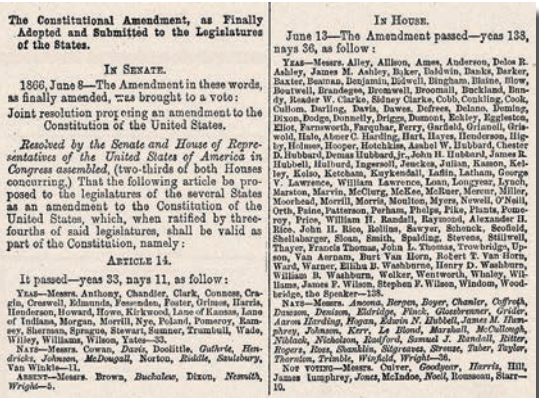 The Constitutional Amendment, as Finally
Adopted and Submitted to the Legislatures
of the States.
IN SENATE.
1866, June 8—The Amendment in these words,
as finally amended, was brought to a vote:
Joint resolution proposing an amendment to the
Constitution of the United States.
Resolved by the Senate and House of Repre-
sentatives of the United States of America in
Congress assembled, (two-thirds of both Houses
concurring,) That the following article be pro-
posed to the legislatures of the several States
as an amendment to the Constitution of the
United States, which, when ratified by three-
fourths of said legislatures, shall be valid as
part of the Constitution, namely:
ARTICLE 14.
It passed—yeas 33, nays 11, as follow:
YEAS—Messrs. Anthony, Chandler, Clark, Conness, Cra-
gin, Creswell, Edmunds, Fessenden, Foster, Grimes, Harris,
Henderson, Howard, Howe, Kirkwood, Lane of Kansas, Lane
of Indiana, Morgan, Morrill, Nye, Poland, Pomeroy, Ram-
sey, Sherman, Sprague, Stewart, Sumner, Trumbull, Wade,
Willey, Williams, Wilson, Yates—33.
NAYS—Messrs. Cowan, Davis, Doolittle, Guthrie, Hen-
dricks, Johnson, McDougall, Norton, Riddle, Saulsbury,
Van Winkle—11.
ABSENT—Messrs. Brown, Buckalew, Dixon, Nesmith,
Wright—5.
IN HOUSE.
June 13—The Amendment passed—yeas 138,
nays 36, as follow:
YEAS—Messrs. Alley, Allison, Ames, Anderson, Delos R.
Ashley, James M. Ashley, Baker, Baldwin, Banks, Barker,
Baxter, Beaman, Benjamin, Bidwell, Bingham, Blaine, Blow,
Boutwell, Brandegee, Bromwell, Broomall, Buckland, Bun-
dy, Reader W. Clarke, Sidney Clarke, Cobb, Conkling, Cook,
Cullom, Darling, Davis, Dawes, Defrees, Delano, Deming,
Dixon, Dodge, Donnelly, Driggs, Dumont, Eckley, Eggleston,
Eliot, Farnsworth, Farquhar, Ferry, Garfield, Grinnell, Gris-
wold, Hale, Abner C. Harding, Hart, Hayes, Henderson, Hig-
by, Holmes, Hooper, Hotchkiss, Asahel W. Hubbard, Chester
D. Hubbard, Demas Hubbard, jr., John H. Hubbard, James R.
Hubbell, Hulburd, Ingersoll, Jenckes, Julian, Kasson, Kel-
ley, Kelso, Ketcham, Kuykendall, Laflin, Latham, George
V. Lawrence, William Lawrence, Loan, Longyear, Lynch,
Marston, Marvin, McClurg, McKee, McRuer, Mercur, Miller,
Moorhead, Morrill, Morris, Moulton, Myers, Newell, O'Neill,
Orth, Paine, Patterson, Perham, Phelps, Pike, Plants, Pome-
roy, Price, William H. Randall, Raymond, Alexander H.
Rice, John H. Rice, Rollins, Sawyer, Schenck, Scofield,
Shellabarger, Sloan, Smith, Spalding, Stevens, Stillwell,
Thayer, Francis Thomas, John L. Thomas, Trowbridge, Up-
son, Van Aernam, Burt Van Horn, Robert T. Van Horn,
Ward, Warner, Elihu B. Washburne, Henry D. Washburn,
William B. Washburn, Welker, Wentworth, Whaley, Wil-
liams, James F. Wilson, Stephen F. Wilson, Windom, Wood-
bridge, the Speaker—138.
NAYS—Messrs. Ancona, Bergen, Boyer, Chanler, Coffroth,
Dawson, Denison, Eldridge, Finck, Glossbrenner, Grider,
Aaron Harding, Hogan, Edwin N. Hubbell, James M. Hum-
phrey, Johnson, Kerr, Le Blond, Marshall, McCullough,
Niblack, Nicholson, Radford, Samuel J. Randall, Ritter,
Rogers, Ross, Shanklin, Sitgreaves, Strouse, Taber, Taylor,
Thornton, Trimble, Winfield, Wright—36.
NOT VOTING—Messrs. Culver, Goodyear, Harris, Hill,
James Humphrey, Jones, McIndoe, Noell, Rousseau, Starr—
10.